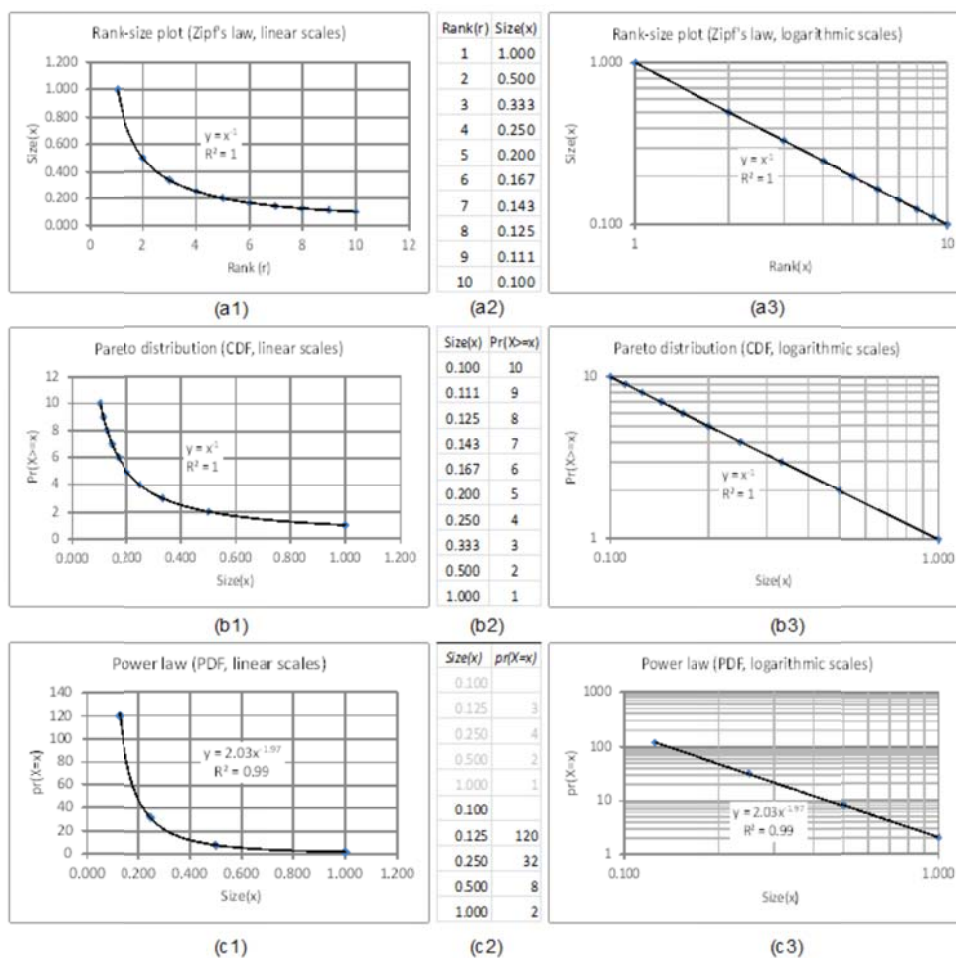 Rank-size plot (Zipf's law, linear scales)
1.200
1.000
0.800
0.600
0.400
0.200
0.000
Size(x)
y = x⁻¹
R² = 1
0 2 4 6 8 10 12
Rank (r)
(a1)
Rank(r) Size(x)
1 1.000
2 0.500
3 0.333
4 0.250
5 0.200
6 0.167
7 0.143
8 0.125
9 0.111
10 0.100
(a2)
Rank-size plot (Zipf's law, logarithmic scales)
1.000
0.100
Size(x)
y = x⁻¹
R² = 1
1 10
Rank(x)
(a3)
Pareto distribution (CDF, linear scales)
12
10
8
6
4
2
0
Pr(X>=x)
y = x⁻¹
R² = 1
0.000 0.200 0.400 0.600 0.800 1.000 1.200
Size(x)
(b1)
Size(x) Pr(X>=x)
0.100 10
0.111 9
0.125 8
0.143 7
0.167 6
0.200 5
0.250 4
0.333 3
0.500 2
1.000 1
(b2)
Pareto distribution (CDF, logarithmic scales)
10
1
Pr(X>=x)
y = x⁻¹
R² = 1
0.100 1.000
Size(x)
(b3)
Power law (PDF, linear scales)
140
120
100
80
60
40
20
0
pr(X=x)
y = 2.03x⁻¹·⁹⁷
R² = 0.99
0.000 0.200 0.400 0.600 0.800 1.000 1.200
Size(x)
(c1)
Size(x) pr(X=x)
0.100
0.125 3
0.250 4
0.500 2
1.000 1
0.100
0.125 120
0.250 32
0.500 8
1.000 2
(c2)
Power law (PDF, logarithmic scales)
1000
100
10
1
pr(X=x)
y = 2.03x⁻¹·⁹⁷
R² = 0.99
0.100 1.000
Size(x)
(c3)